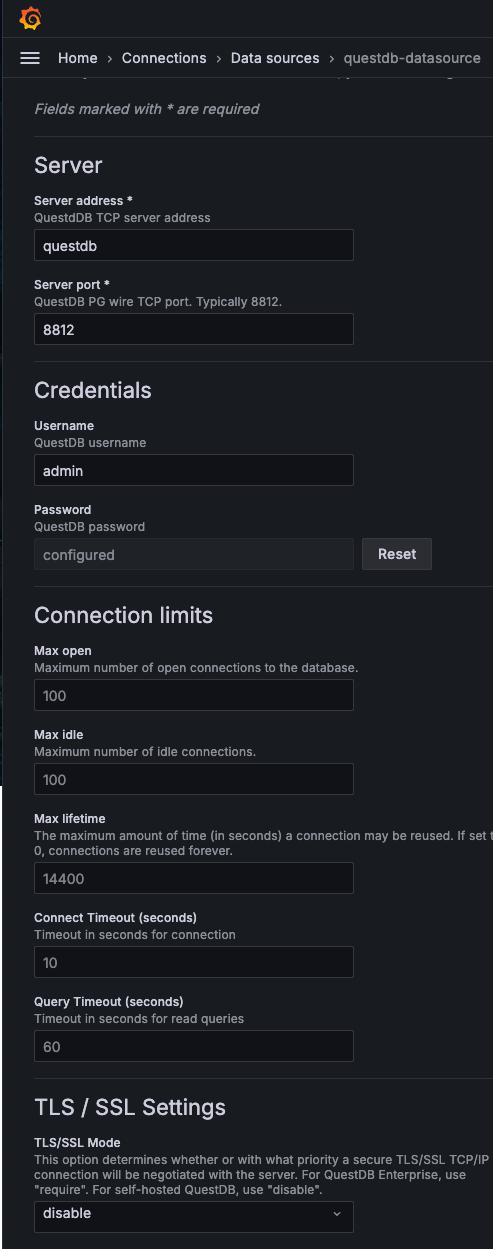 Home › Connections › Data sources › questdb-datasource
Fields marked with * are required
Server
Server address *
QuestdDB TCP server address
questdb
Server port *
QuestDB PG wire TCP port. Typically 8812.
8812
Credentials
Username
QuestDB username
admin
Password
QuestDB password
configured
Reset
Connection limits
Max open
Maximum number of open connections to the database.
100
Max idle
Maximum number of idle connections.
100
Max lifetime
The maximum amount of time (in seconds) a connection may be reused. If set t
0, connections are reused forever.
14400
Connect Timeout (seconds)
Timeout in seconds for connection
10
Query Timeout (seconds)
Timeout in seconds for read queries
60
TLS / SSL Settings
TLS/SSL Mode
This option determines whether or with what priority a secure TLS/SSL TCP/IP
connection will be negotiated with the server. For QuestDB Enterprise, use
"require". For self-hosted QuestDB, use "disable".
disable